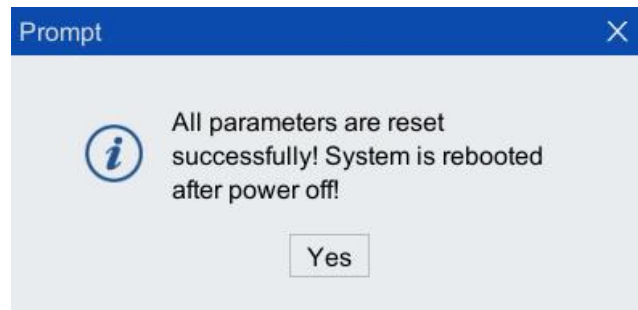 Prompt
All parameters are reset
successfully! System is rebooted
after power off!
Yes